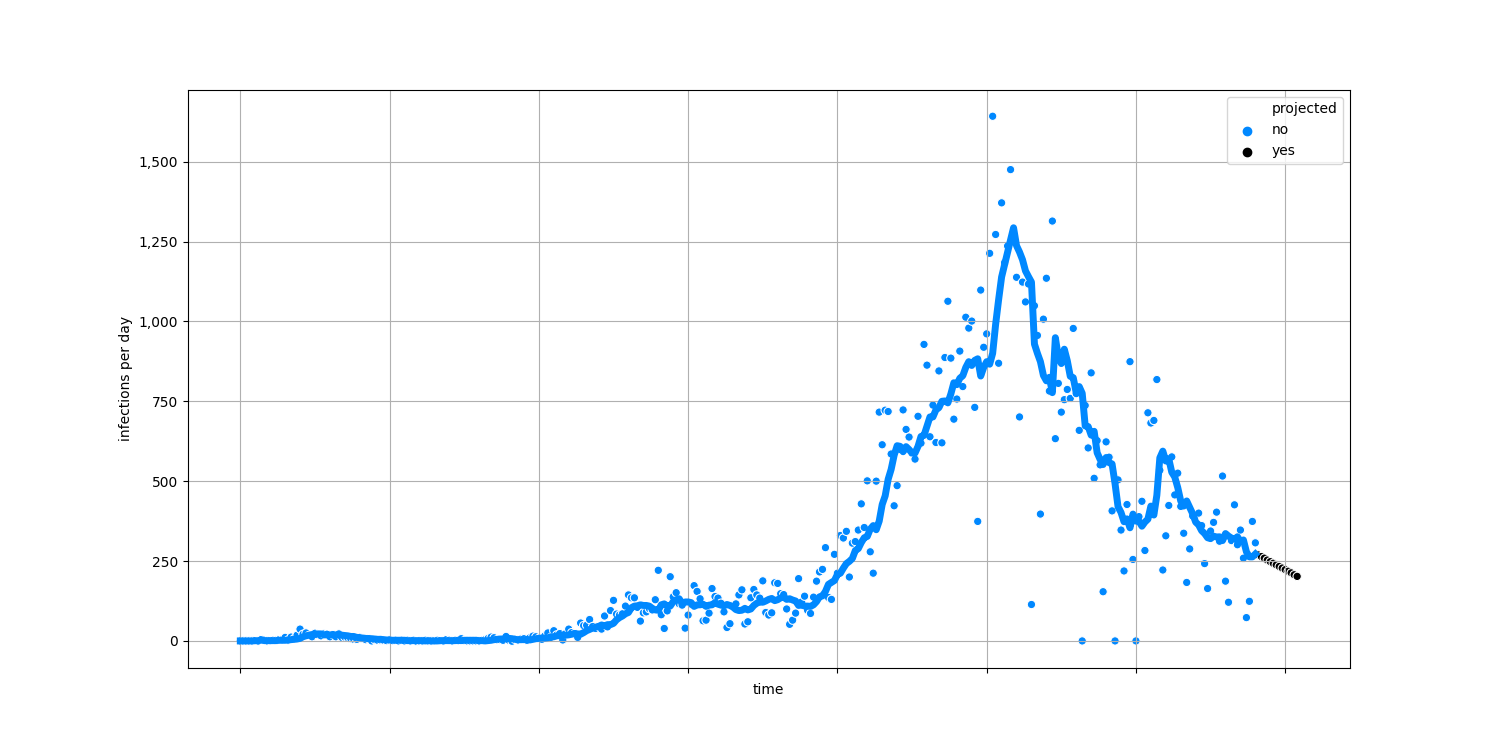 projected
no
yes
1,500
1,250
1,000
750
500
250
0
infections per day
time